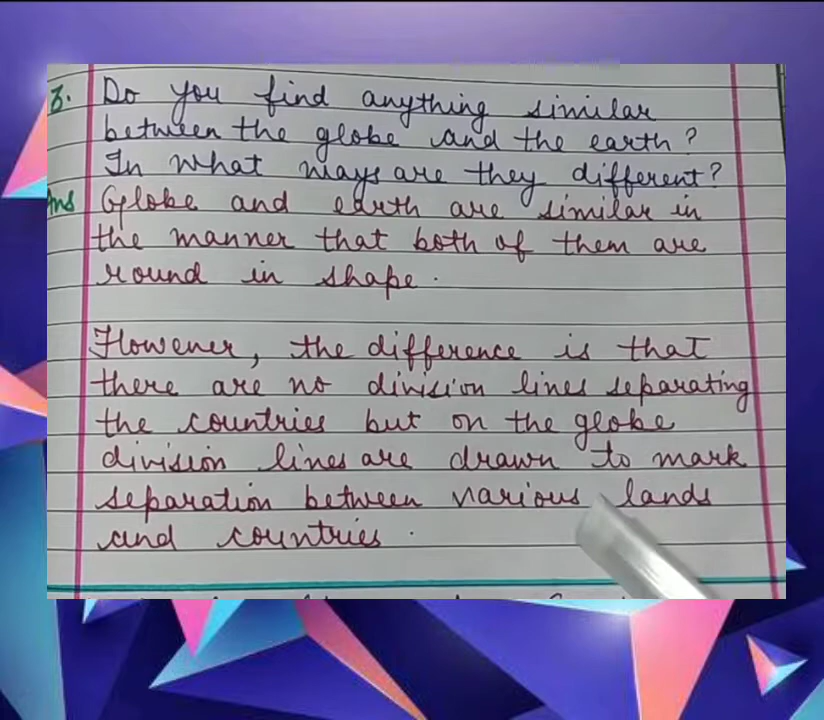 3. Do you find anything similar
between the globe and the earth?
In what ways are they different?
Ans Globe and earth are similar in
the manner that both of them are
round in shape.
However, the difference is that
there are no division lines separating
the countries but on the globe
division lines are drawn to mark
separation between various lands
and countries.